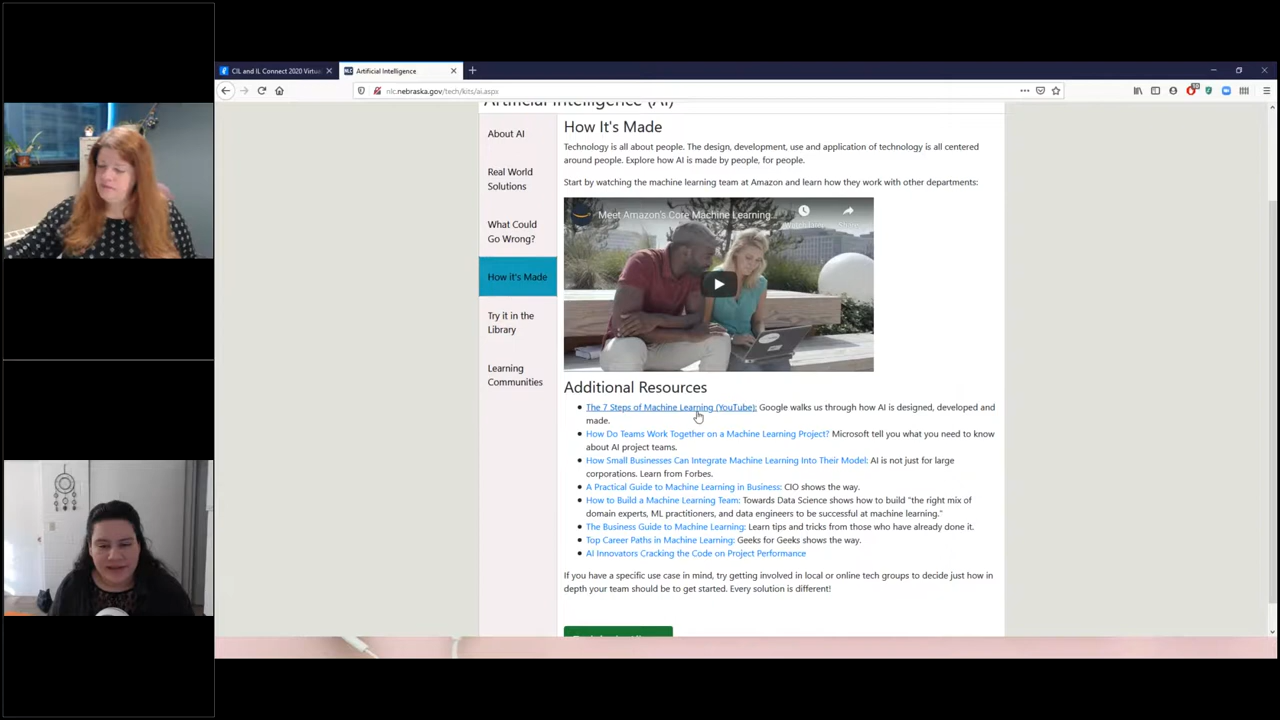 CIL and IL Connect 2020 Virtua
Artificial Intelligence
nlc.nebraska.gov/tech/kits/ai.aspx
Artificial Intelligence (AI)
About AI
Real World
Solutions
What Could
Go Wrong?
How it's Made
Try it in the
Library
Learning
Communities
How It's Made
Technology is all about people. The design, development, use and application of technology is all centered
around people. Explore how AI is made by people, for people.
Start by watching the machine learning team at Amazon and learn how they work with other departments:
Meet Amazon's Core Machine Learning...
Additional Resources
The 7 Steps of Machine Learning (YouTube): Google walks us through how AI is designed, developed and
made.
How Do Teams Work Together on a Machine Learning Project? Microsoft tell you what you need to know
about AI project teams.
How Small Businesses Can Integrate Machine Learning Into Their Model: AI is not just for large
corporations. Learn from Forbes.
A Practical Guide to Machine Learning in Business: CIO shows the way.
How to Build a Machine Learning Team: Towards Data Science shows how to build "the right mix of
domain experts, ML practitioners, and data engineers to be successful at machine learning."
The Business Guide to Machine Learning: Learn tips and tricks from those who have already done it.
Top Career Paths in Machine Learning: Geeks for Geeks shows the way.
AI Innovators Cracking the Code on Project Performance
If you have a specific use case in mind, try getting involved in local or online tech groups to decide just how in
depth your team should be to get started. Every solution is different!